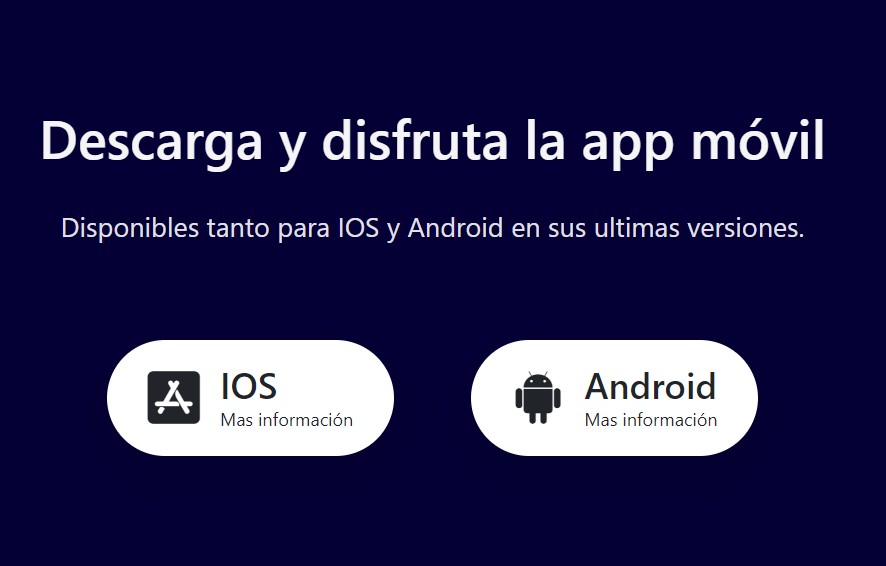 Descarga y disfruta la app móvil
Disponibles tanto para IOS y Android en sus ultimas versiones.
IOS
Mas información
Android
Mas información